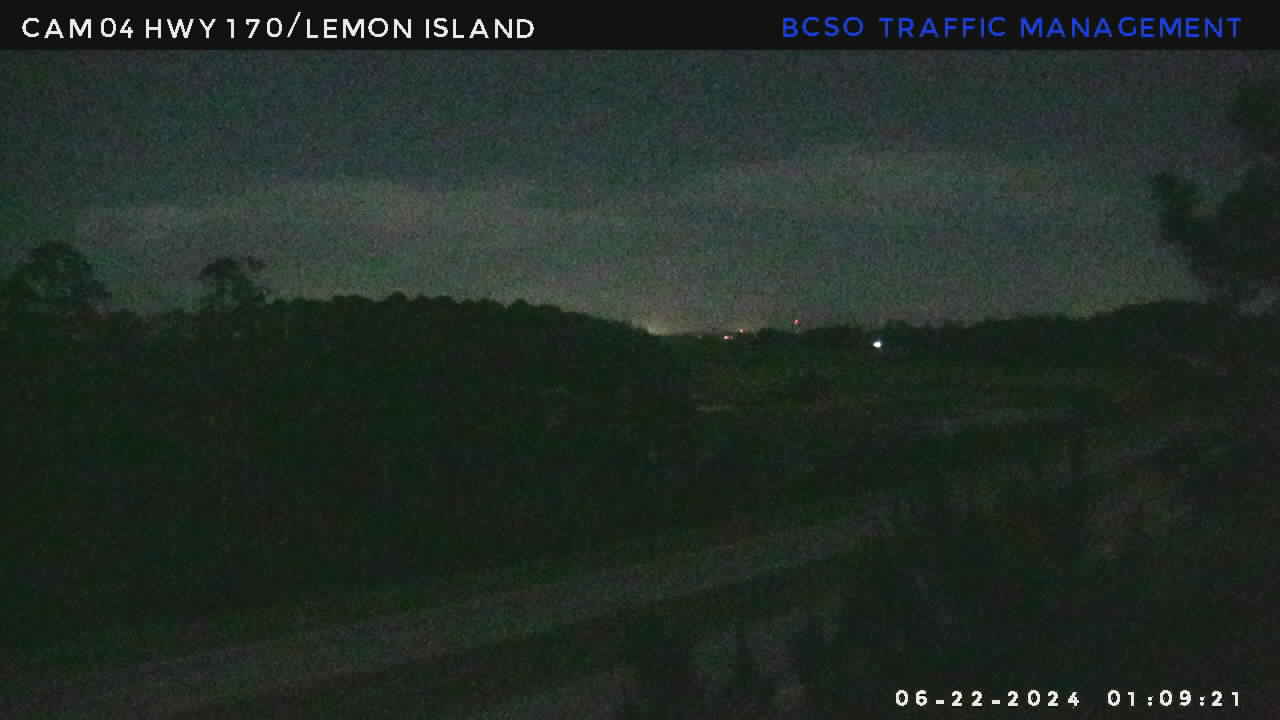 CAM04 HWY 170/LEMON ISLAND
BCSO TRAFFIC MANAGEMENT
06-22-2024 01:09:21